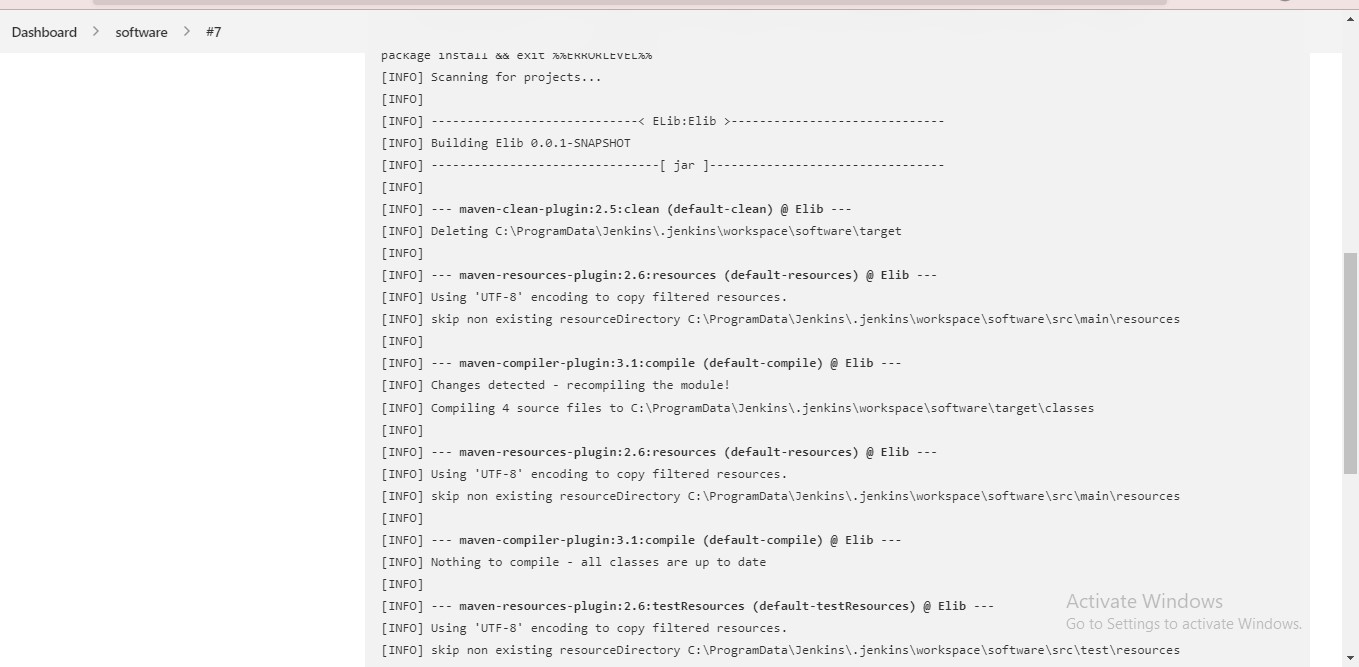 Dashboard > software > #7
package install && exit %%ERRORLEVEL%%
[INFO] Scanning for projects...
[INFO]
[INFO] -----------------------------< ELib:Elib >------------------------------
[INFO] Building Elib 0.0.1-SNAPSHOT
[INFO] --------------------------------[ jar ]---------------------------------
[INFO]
[INFO] --- maven-clean-plugin:2.5:clean (default-clean) @ Elib ---
[INFO] Deleting C:\ProgramData\Jenkins\.jenkins\workspace\software\target
[INFO]
[INFO] --- maven-resources-plugin:2.6:resources (default-resources) @ Elib ---
[INFO] Using 'UTF-8' encoding to copy filtered resources.
[INFO] skip non existing resourceDirectory C:\ProgramData\Jenkins\.jenkins\workspace\software\src\main\resources
[INFO]
[INFO] --- maven-compiler-plugin:3.1:compile (default-compile) @ Elib ---
[INFO] Changes detected - recompiling the module!
[INFO] Compiling 4 source files to C:\ProgramData\Jenkins\.jenkins\workspace\software\target\classes
[INFO]
[INFO] --- maven-resources-plugin:2.6:resources (default-resources) @ Elib ---
[INFO] Using 'UTF-8' encoding to copy filtered resources.
[INFO] skip non existing resourceDirectory C:\ProgramData\Jenkins\.jenkins\workspace\software\src\main\resources
[INFO]
[INFO] --- maven-compiler-plugin:3.1:compile (default-compile) @ Elib ---
[INFO] Nothing to compile - all classes are up to date
[INFO]
[INFO] --- maven-resources-plugin:2.6:testResources (default-testResources) @ Elib ---
[INFO] Using 'UTF-8' encoding to copy filtered resources.
[INFO] skip non existing resourceDirectory C:\ProgramData\Jenkins\.jenkins\workspace\software\src\test\resources
Activate Windows
Go to Settings to activate Windows.